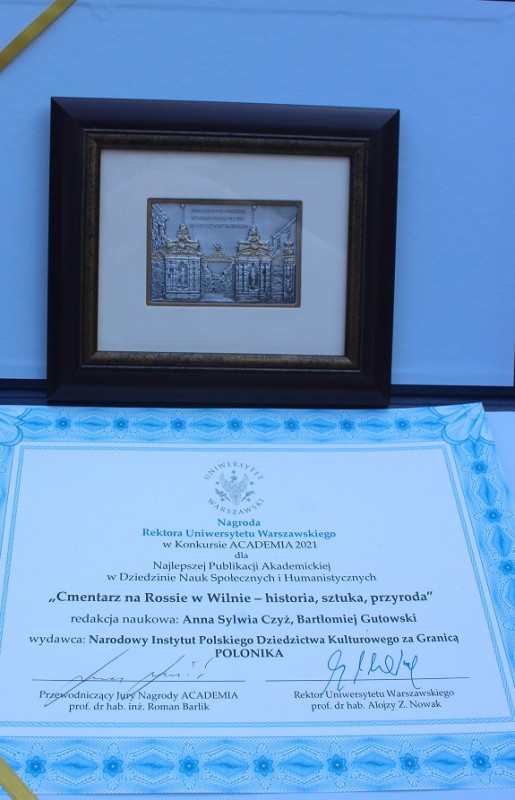 UNIWERSYTET
WARSZAWSKI
Nagroda
Rektora Uniwersytetu Warszawskiego
w Konkursie ACADEMIA 2021
dla
Najlepszej Publikacji Akademickiej
w Dziedzinie Nauk Społecznych i Humanistycznych
„Cmentarz na Rossie w Wilnie – historia, sztuka, przyroda”
redakcja naukowa: Anna Sylwia Czyż, Bartłomiej Gutowski
wydawca: Narodowy Instytut Polskiego Dziedzictwa Kulturowego za Granicą
POLONIKA
Przewodniczący Jury Nagrody ACADEMIA
prof. dr hab. inż. Roman Barlik
Rektor Uniwersytetu Warszawskiego
prof. dr hab. Alojzy Z. Nowak